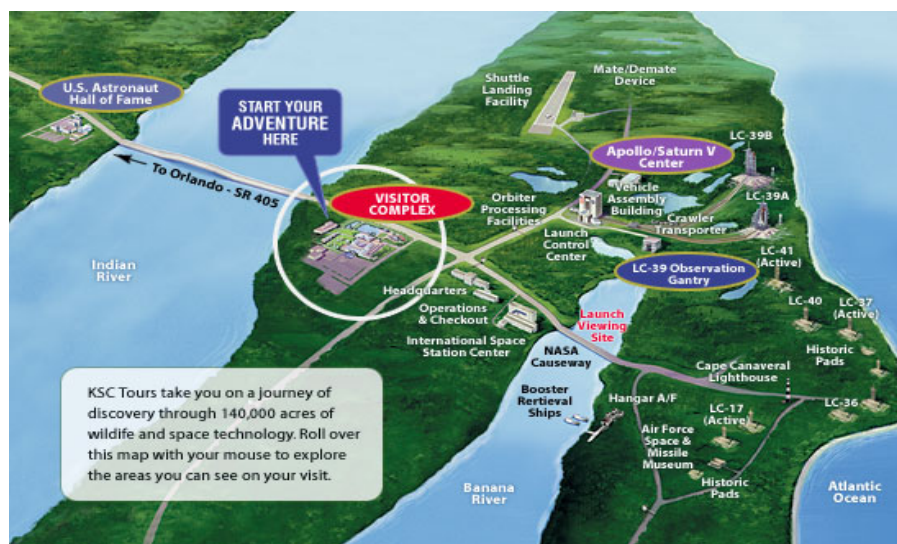 U.S. Astronaut
Hall of Fame
START YOUR
ADVENTURE
HERE
To Orlando - SR 405
VISITOR
COMPLEX
Shuttle
Landing
Facility
Mate/Demate
Device
LC-39B
Apollo/Saturn V
Center
Vehicle
Assembly
Building
LC-39A
Orbiter
Processing
Facilities
Crawler
Transporter
Launch
Control
Center
LC-41
(Active)
LC-39 Observation
Gantry
Indian
River
Headquarters
Operations
& Checkout
International Space
Station Center
Launch
Viewing
Site
LC-40
LC-37
(Active)
Historic
Pads
NASA
Causeway
Cape Canaveral
Lighthouse
Booster
Rertieval
Ships
Hangar A/F
LC-17
(Active)
LC-36
Air Force
Space &
Missile
Museum
Historic
Pads
Banana
River
Atlantic
Ocean
KSC Tours take you on a journey of
discovery through 140,000 acres of
wildife and space technology. Roll over
this map with your mouse to explore
the areas you can see on your visit.